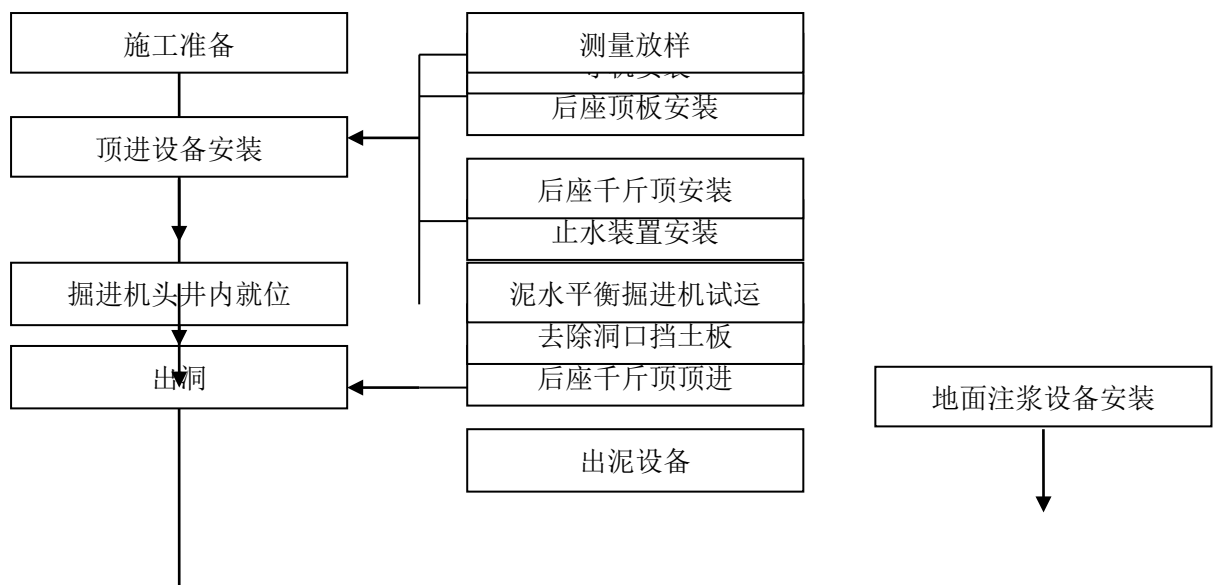 施工准备
顶进设备安装
掘进机头井内就位
出洞
测量放样
后座顶板安装
后座千斤顶安装
止水装置安装
泥水平衡掘进机试运
去除洞口挡土板
后座千斤顶顶进
出泥设备
地面注浆设备安装